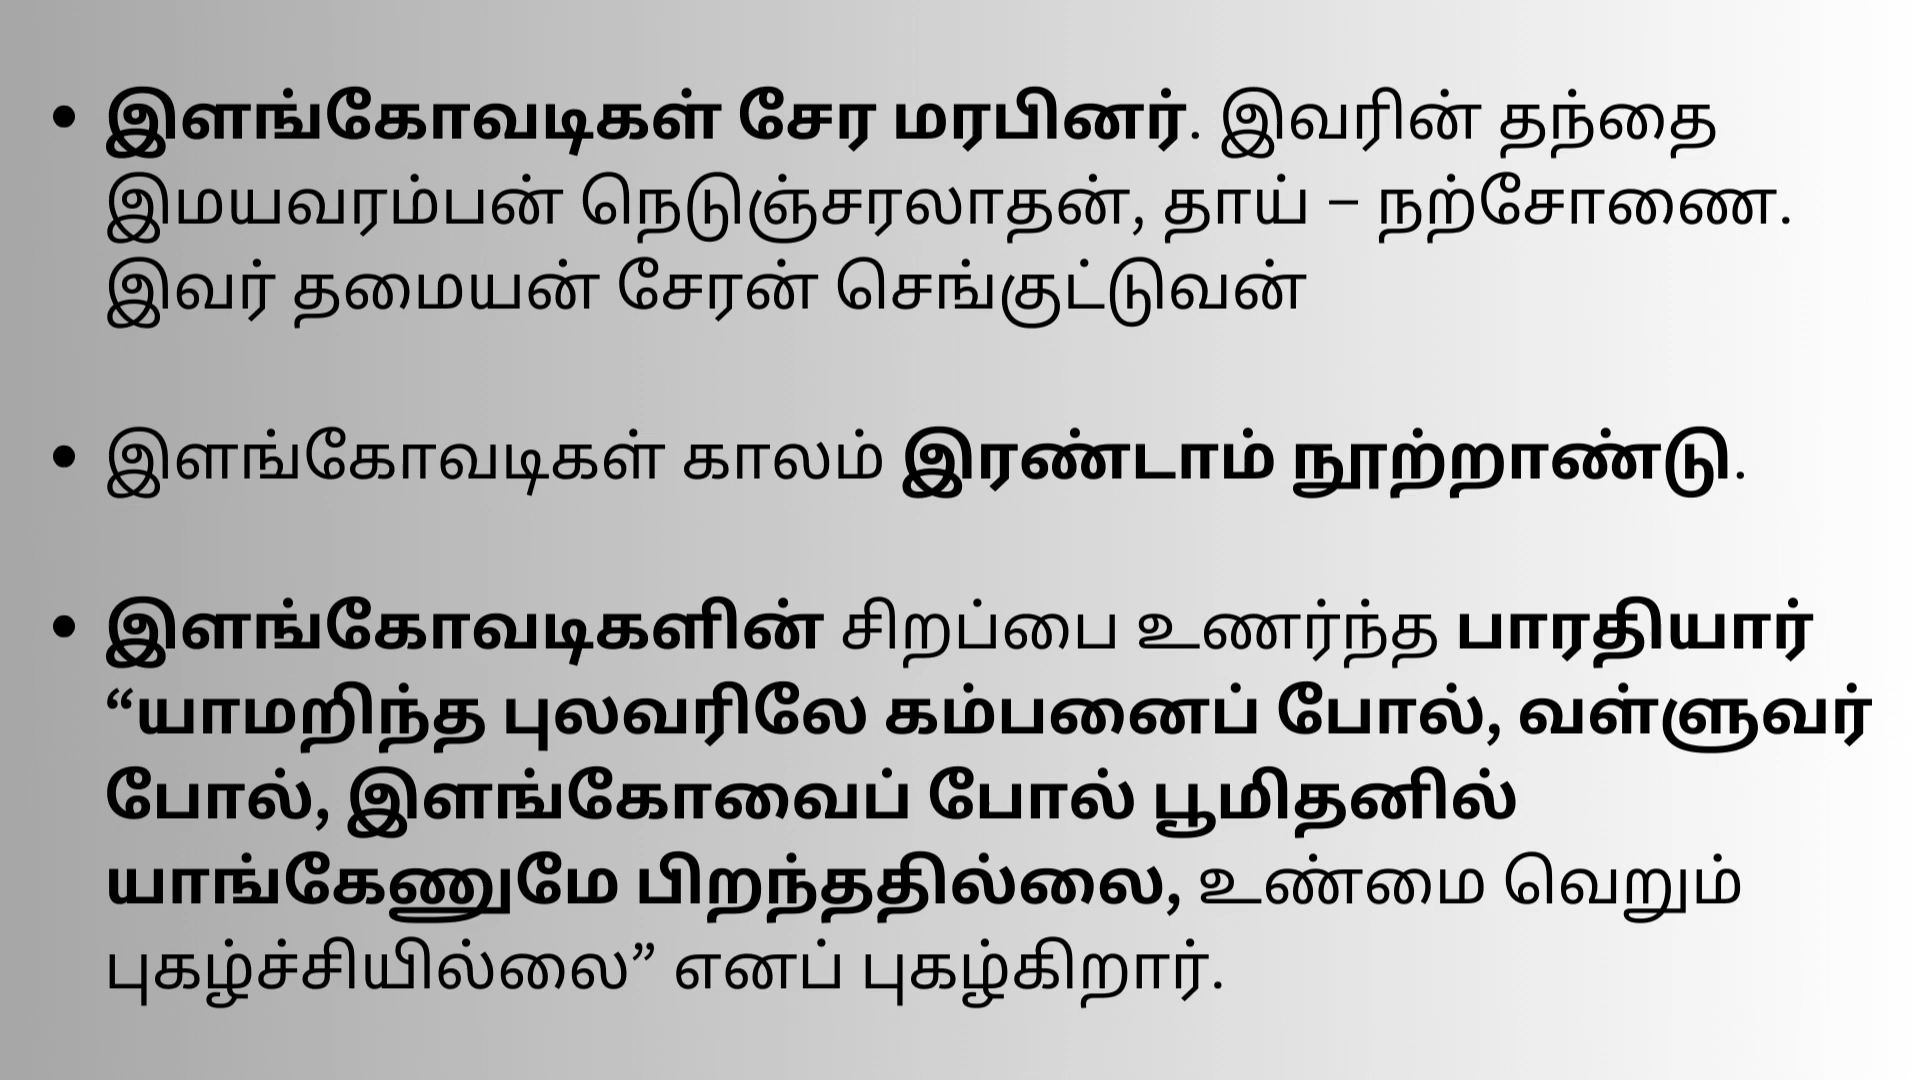 • இளங்கோவடிகள் சேர மரபினர். இவரின் தந்தை
இமயவரம்பன் நெடுஞ்சரலாதன், தாய் – நற்சோணை.
இவர் தமையன் சேரன் செங்குட்டுவன்
• இளங்கோவடிகள் காலம் இரண்டாம் நூற்றாண்டு.
• இளங்கோவடிகளின் சிறப்பை உணர்ந்த பாரதியார்
“யாமறிந்த புலவரிலே கம்பனைப் போல், வள்ளுவர்
போல், இளங்கோவைப் போல் பூமிதனில்
யாங்கேணுமே பிறந்ததில்லை, உண்மை வெறும்
புகழ்ச்சியில்லை” எனப் புகழ்கிறார்.